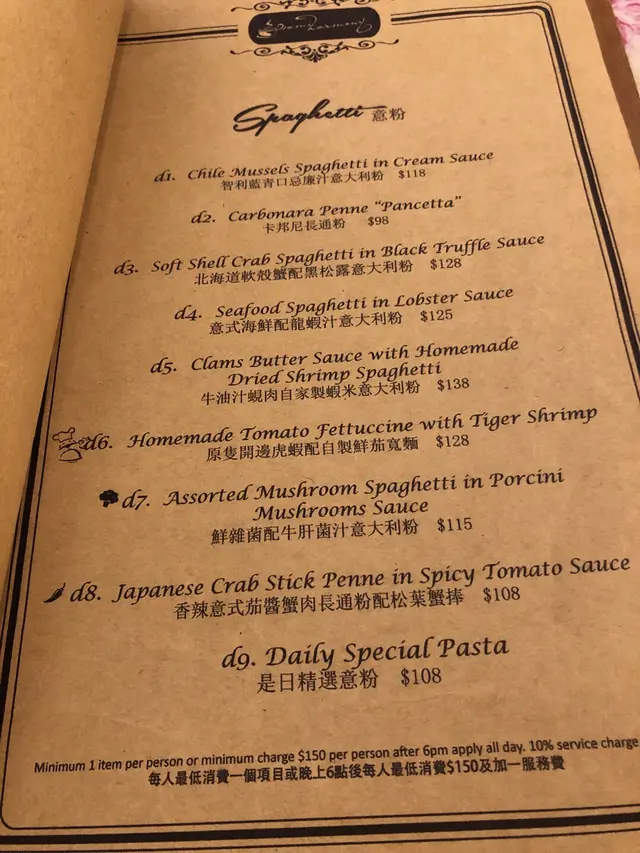 Spaghetti 意粉
d1. Chile Mussels Spaghetti in Cream Sauce
智利藍青口忌廉汁意大利粉 $118
d2. Carbonara Penne "Pancetta"
卡邦尼長通粉 $98
d3. Soft Shell Crab Spaghetti in Black Truffle Sauce
北海道軟殼蟹配黑松露意大利粉 $128
d4. Seafood Spaghetti in Lobster Sauce
意式海鮮配龍蝦汁意大利粉 $125
d5. Clams Butter Sauce with Homemade
Dried Shrimp Spaghetti
牛油汁蜆肉自家製蝦米意大利粉 $138
d6. Homemade Tomato Fettuccine with Tiger Shrimp
原隻開邊虎蝦配自製鮮茄寬麵 $128
d7. Assorted Mushroom Spaghetti in Porcini
Mushrooms Sauce
鮮雜菌配牛肝菌汁意大利粉 $115
d8. Japanese Crab Stick Penne in Spicy Tomato Sauce
香辣意式茄醬蟹肉長通粉配松葉蟹捧 $108
d9. Daily Special Pasta
是日精選意粉 $108
Minimum 1 item per person or minimum charge $150 per person after 6pm apply all day. 10% service charge
每人最低消費一個項目或晚上6點後每人最低消費$150及加一服務費